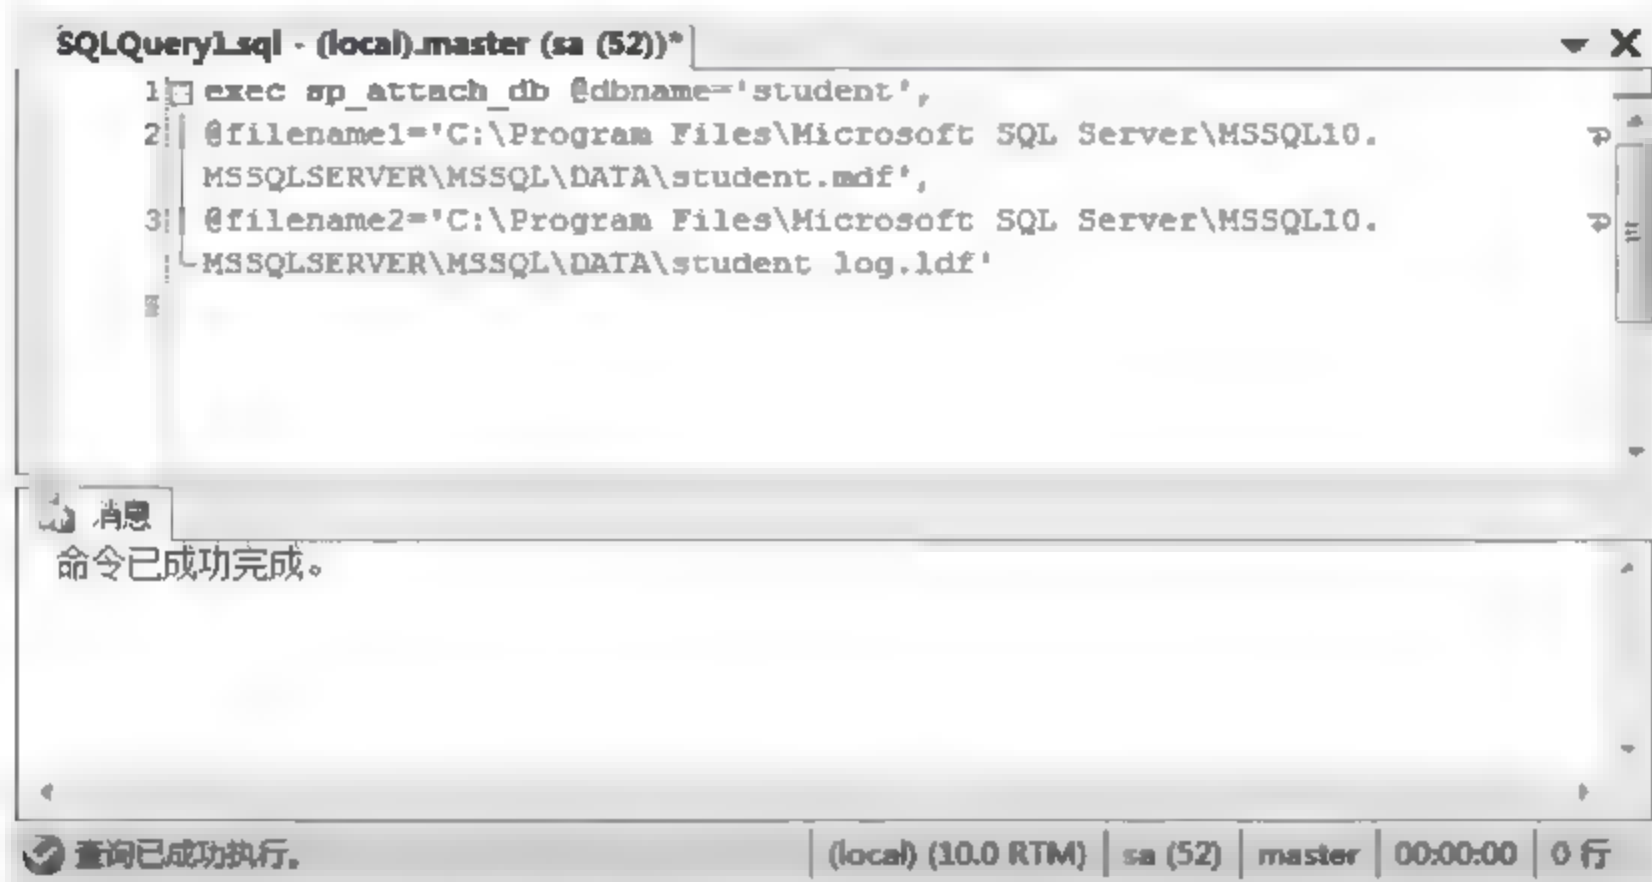 SQLQuery1.sql - (local).master (sa (52))*
1 exec sp_attach_db @dbname='student',
2 @filename1='C:\Program Files\Microsoft SQL Server\MSSQL10.
MSSQLSERVER\MSSQL\DATA\student.mdf',
3 @filename2='C:\Program Files\Microsoft SQL Server\MSSQL10.
MSSQLSERVER\MSSQL\DATA\student log.ldf'
消息
命令已成功完成。
查询已成功执行。 (local) (10.0 RTM) sa (52) master 00:00:00 0 行